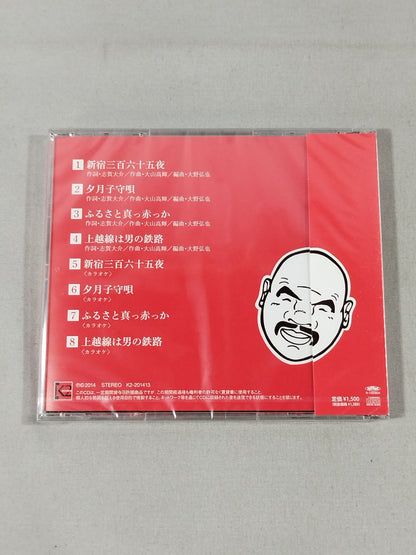 1 新宿三百六十五夜
作詞・志賀大介／作曲・大山高輝／編曲・大野弘也
2 夕月子守唄
作詞・志賀大介／作曲・大山高輝／編曲・大野弘也
3 ふるさと真っ赤っか
作詞・志賀大介／作曲・大山高輝／編曲・大野弘也
4 上越線は男の鉄路
作詞・志賀大介／作曲・大山高輝／編曲・大野弘也
5 新宿三百六十五夜
〈カラオケ〉
6 夕月子守唄
〈カラオケ〉
7 ふるさと真っ赤っか
〈カラオケ〉
8 上越線は男の鉄路
〈カラオケ〉
℗©2014 STEREO K2-201413
定価¥1,500